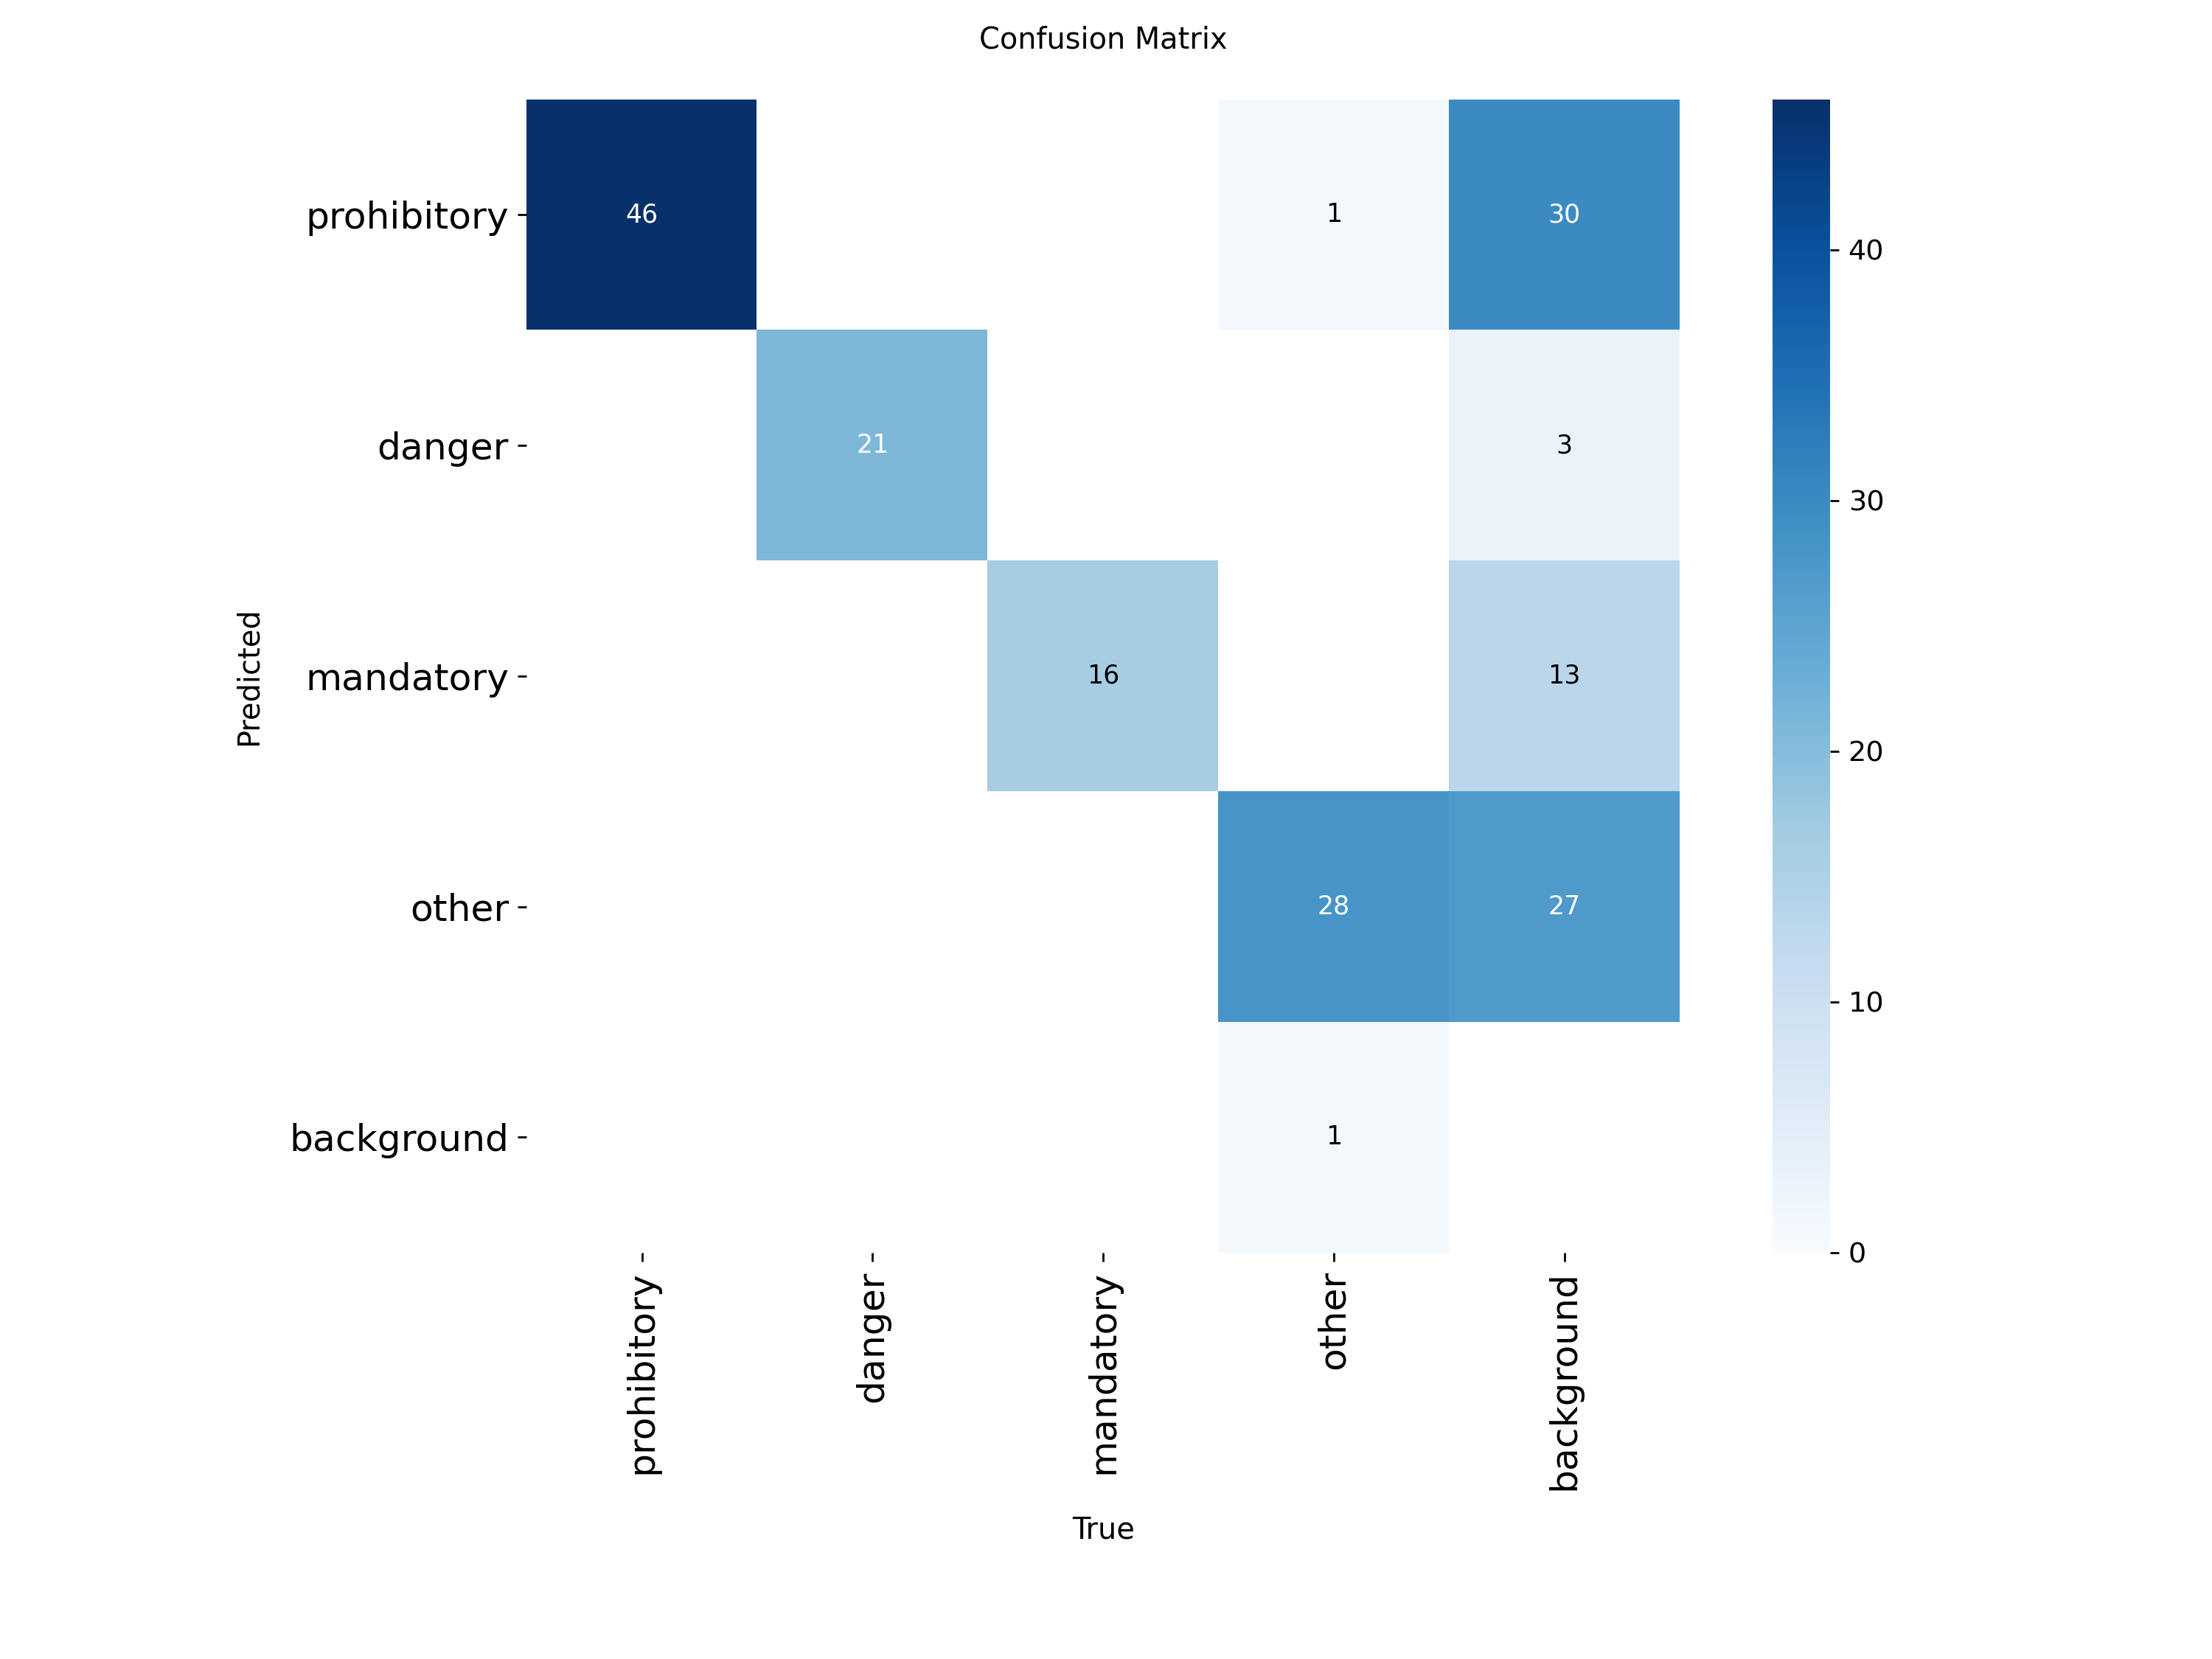 Confusion Matrix
prohibitory
46
1
30
40
danger
21
3
30
Predicted
mandatory
16
13
20
other
28
27
10
background
1
0
prohibitory
danger
mandatory
other
background
True